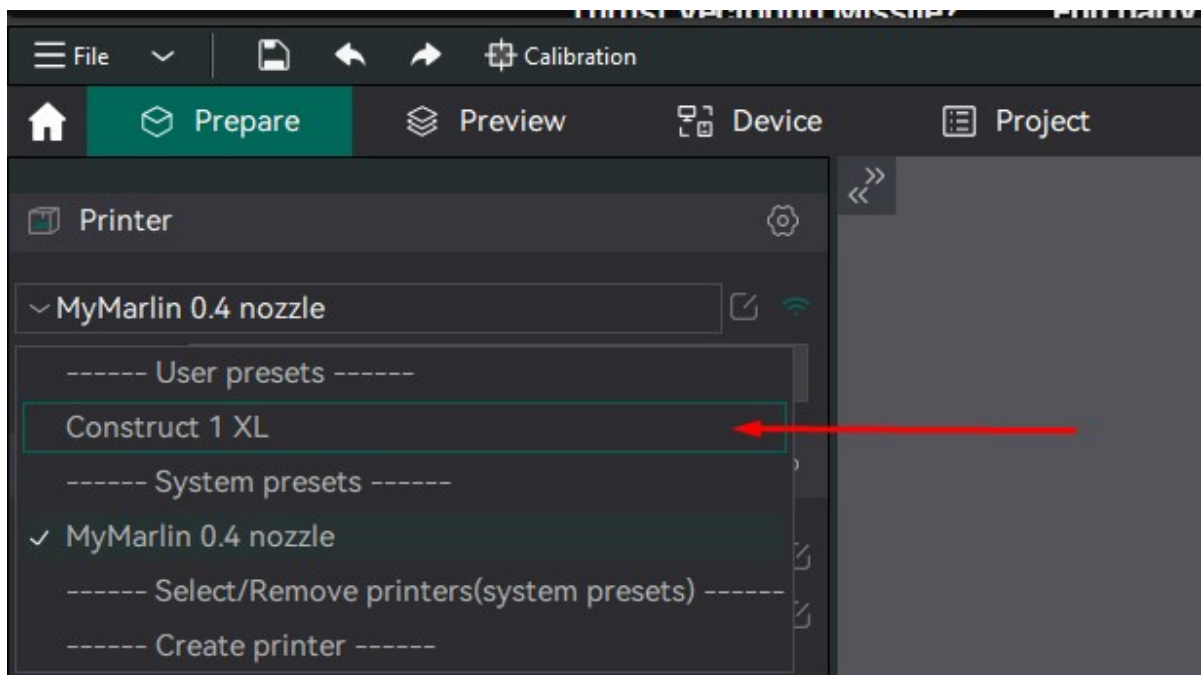 File Calibration
Prepare Preview Device Project
Printer
MyMarlin 0.4 nozzle
------ User presets ------
Construct 1 XL
------ System presets ------
MyMarlin 0.4 nozzle
------ Select/Remove printers(system presets) ------
------ Create printer ------